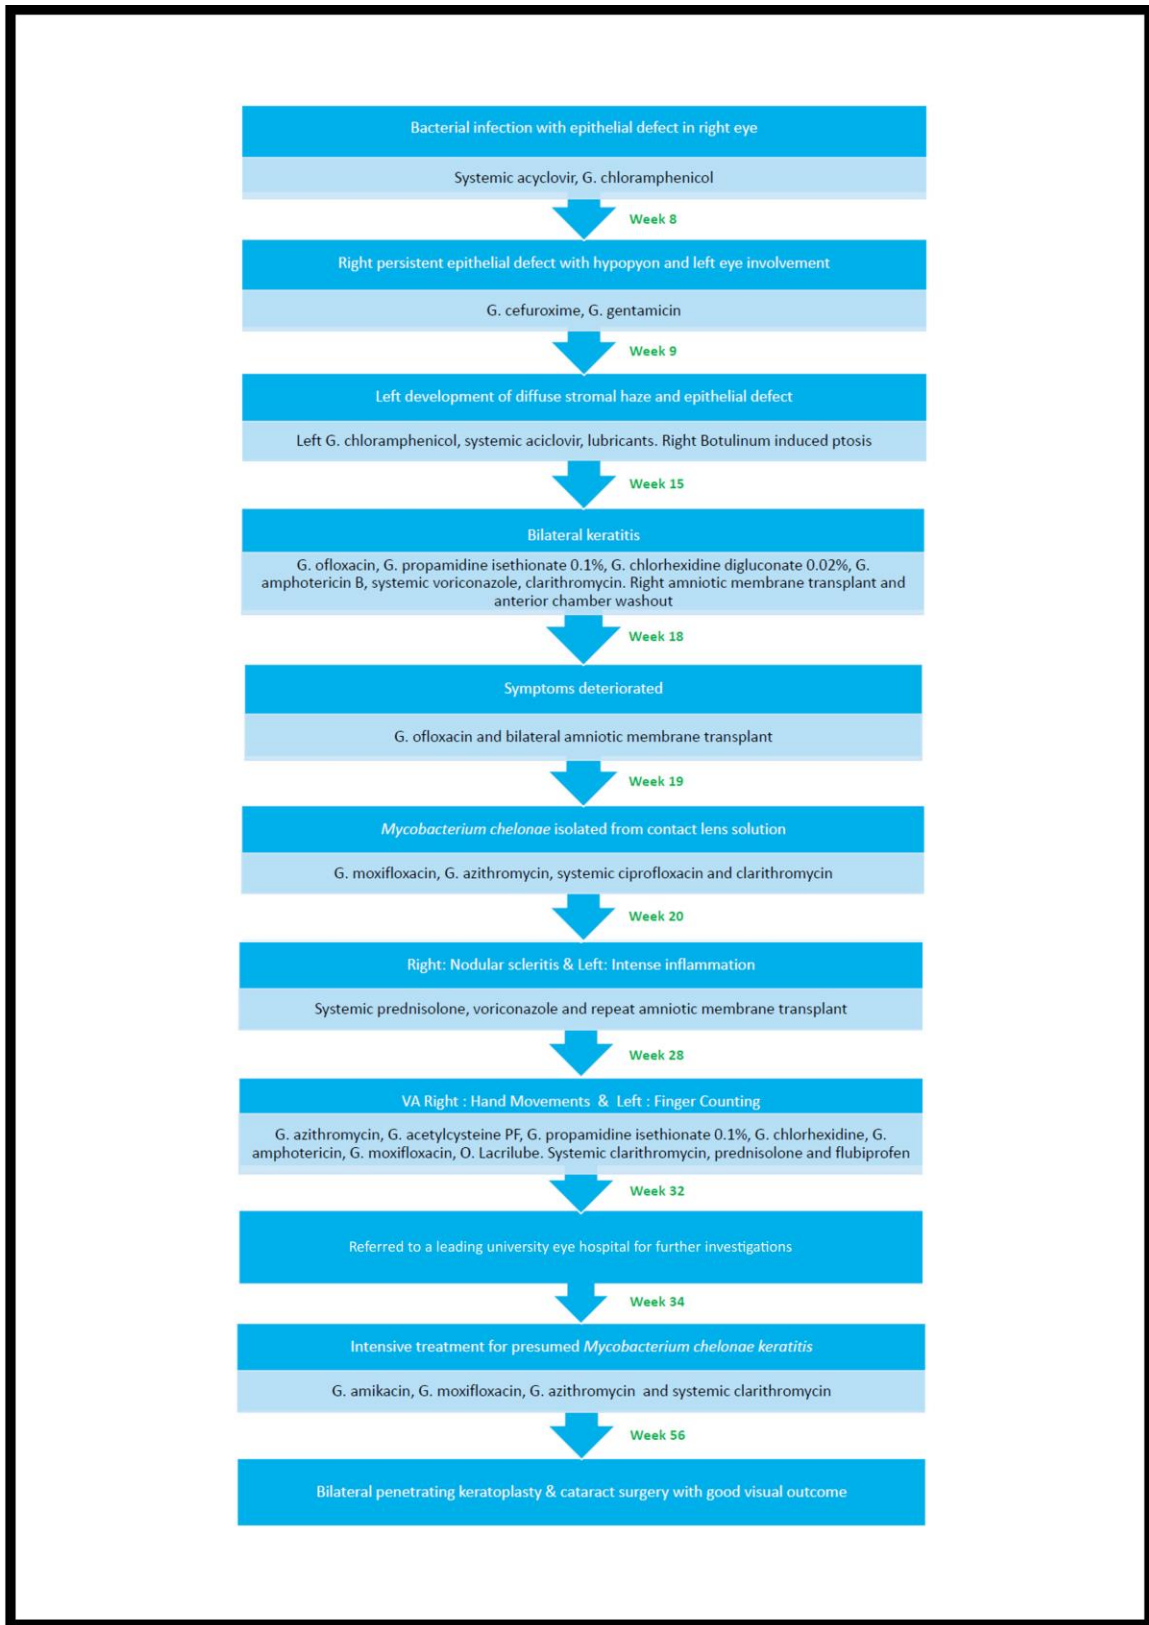 Bacterial infection with epithelial defect in right eye
Systemic acyclovir, G. chloramphenicol
Week 8
Right persistent epithelial defect with hypopyon and left eye involvement
G. cefuroxime, G. gentamicin
Week 9
Left development of diffuse stromal haze and epithelial defect
Left G. chloramphenicol, systemic aciclovir, lubricants. Right Botulinum induced ptosis
Week 15
Bilateral keratitis
G. ofloxacin, G. propamidine isethionate 0.1%, G. chlorhexidine digluconate 0.02%, G.
amphotericin B, systemic voriconazole, clarithromycin. Right amniotic membrane transplant and
anterior chamber washout
Week 18
Symptoms deteriorated
G. ofloxacin and bilateral amniotic membrane transplant
Week 19
Mycobacterium chelonae isolated from contact lens solution
G. moxifloxacin, G. azithromycin, systemic ciprofloxacin and clarithromycin
Week 20
Right: Nodular scleritis & Left: Intense inflammation
Systemic prednisolone, voriconazole and repeat amniotic membrane transplant
Week 28
VA Right : Hand Movements & Left : Finger Counting
G. azithromycin, G. acetylcysteine PF, G. propamidine isethionate 0.1%, G. chlorhexidine, G.
amphotericin, G. moxifloxacin, O. Lacrilube. Systemic clarithromycin, prednisolone and flubiprofen
Week 32
Referred to a leading university eye hospital for further investigations
Week 34
Intensive treatment for presumed Mycobacterium chelonae keratitis
G. amikacin, G. moxifloxacin, G. azithromycin and systemic clarithromycin
Week 56
Bilateral penetrating keratoplasty & cataract surgery with good visual outcome